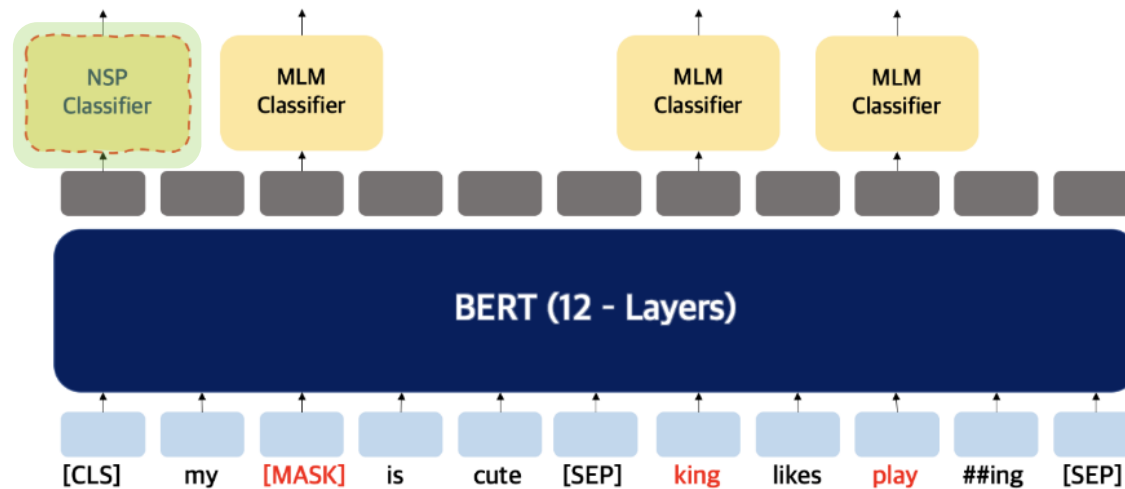 NSP
Classifier
MLM
Classifier
MLM
Classifier
MLM
Classifier
BERT (12 - Layers)
[CLS] my [MASK] is cute [SEP] king likes play ##ing [SEP]